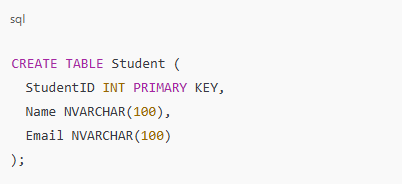 sql
CREATE TABLE Student (
StudentID INT PRIMARY KEY,
Name NVARCHAR(100),
Email NVARCHAR(100)
);